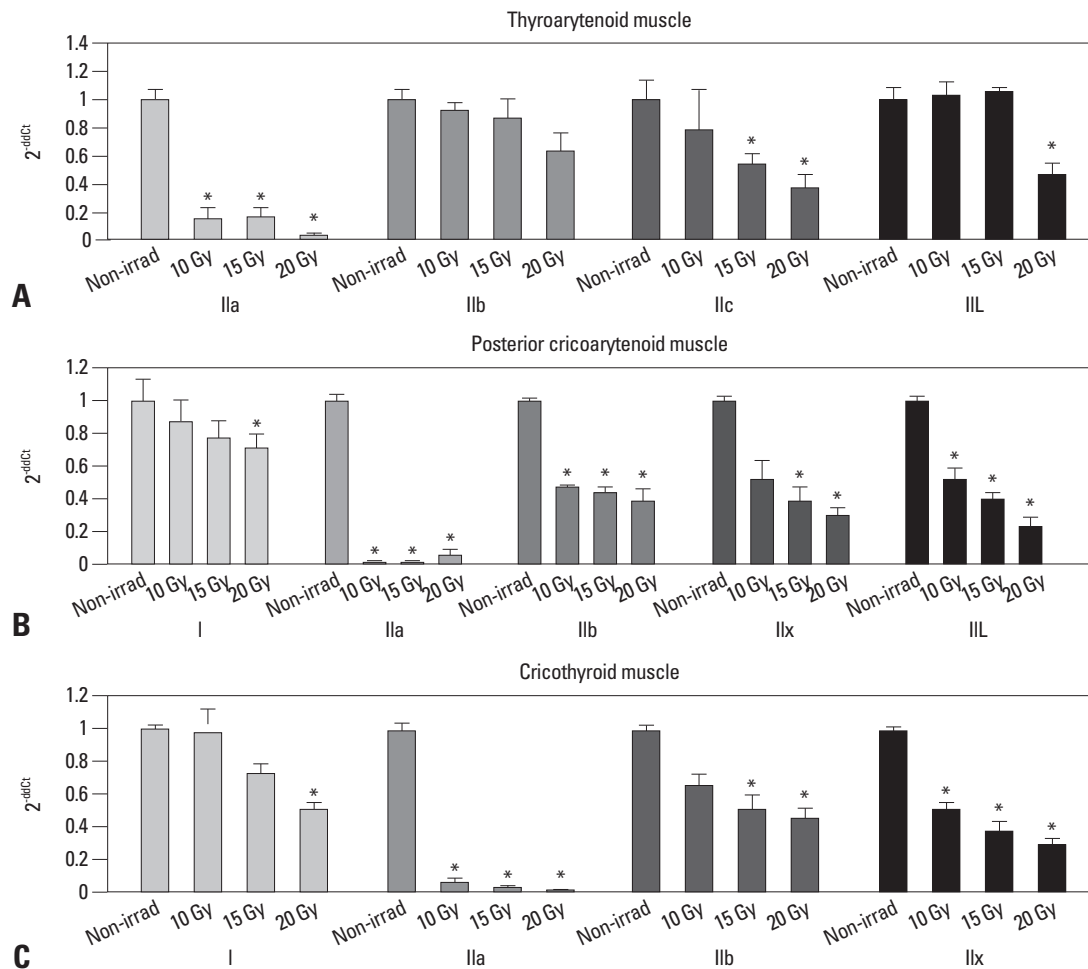 Thyroarytenoid muscle
1.4
1.2
1
0.8
0.6
0.4
0.2
0
2-ddCt
* * * * * *
Non-irrad 10 Gy 15 Gy 20 Gy Non-irrad 10 Gy 15 Gy 20 Gy Non-irrad 10 Gy 15 Gy 20 Gy Non-irrad 10 Gy 15 Gy 20 Gy
IIa IIb IIc IIL
A
Posterior cricoarytenoid muscle
1.2
1
0.8
0.6
0.4
0.2
0
2-ddCt
* * * * * * * * * * * *
Non-irrad 10 Gy 15 Gy 20 Gy Non-irrad 10 Gy 15 Gy 20 Gy Non-irrad 10 Gy 15 Gy 20 Gy Non-irrad 10 Gy 15 Gy 20 Gy Non-irrad 10 Gy 15 Gy 20 Gy
I IIa IIb IIx IIL
B
Cricothyroid muscle
1.2
1
0.8
0.6
0.4
0.2
0
2-ddCt
* * * * * * * * *
Non-irrad 10 Gy 15 Gy 20 Gy Non-irrad 10 Gy 15 Gy 20 Gy Non-irrad 10 Gy 15 Gy 20 Gy Non-irrad 10 Gy 15 Gy 20 Gy
I IIa IIb IIx
C